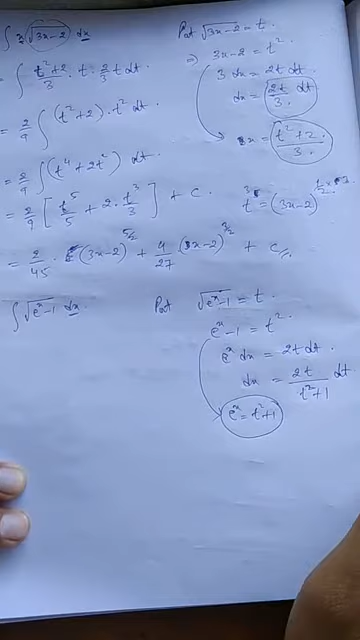 ∫ x √(3x-2) dx Put √(3x-2) = t.
⇒ 3x-2 = t².
= ∫ (t²+2)/3 · t · 2/3 t dt
3 dx = 2t dt
dx = 2t/3 dt
= 2/9 ∫ (t²+2) · t² dt
x = (t²+2)/3
= 2/9 ∫ (t⁴ + 2t²) dt
= 2/9 [t⁵/5 + 2·t³/3] + c.
= 2/45 (3x-2)^(5/2) + 4/27 (3x-2)^(3/2) + c//.
∫ √(eˣ-1) dx. Put √(eˣ-1) = t.
eˣ-1 = t².
eˣ dx = 2t dt.
dx = 2t/(t²+1) dt
eˣ = t²+1